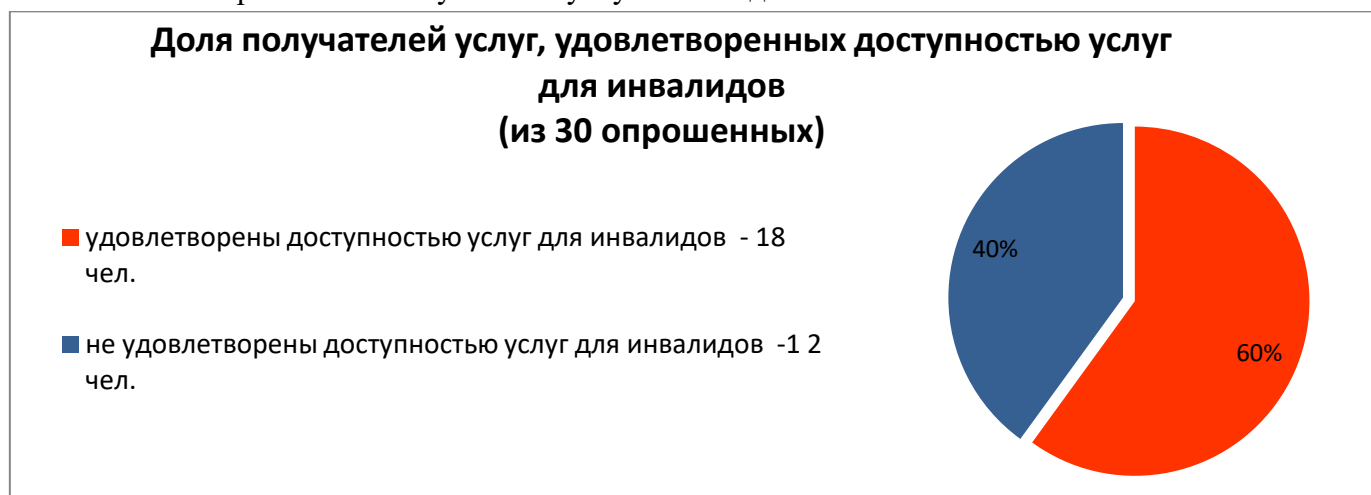 Доля получателей услуг, удовлетворенных доступностью услуг
для инвалидов
(из 30 опрошенных)
удовлетворены доступностью услуг для инвалидов - 18
чел.
не удовлетворены доступностью услуг для инвалидов -1 2
чел.
40%
60%